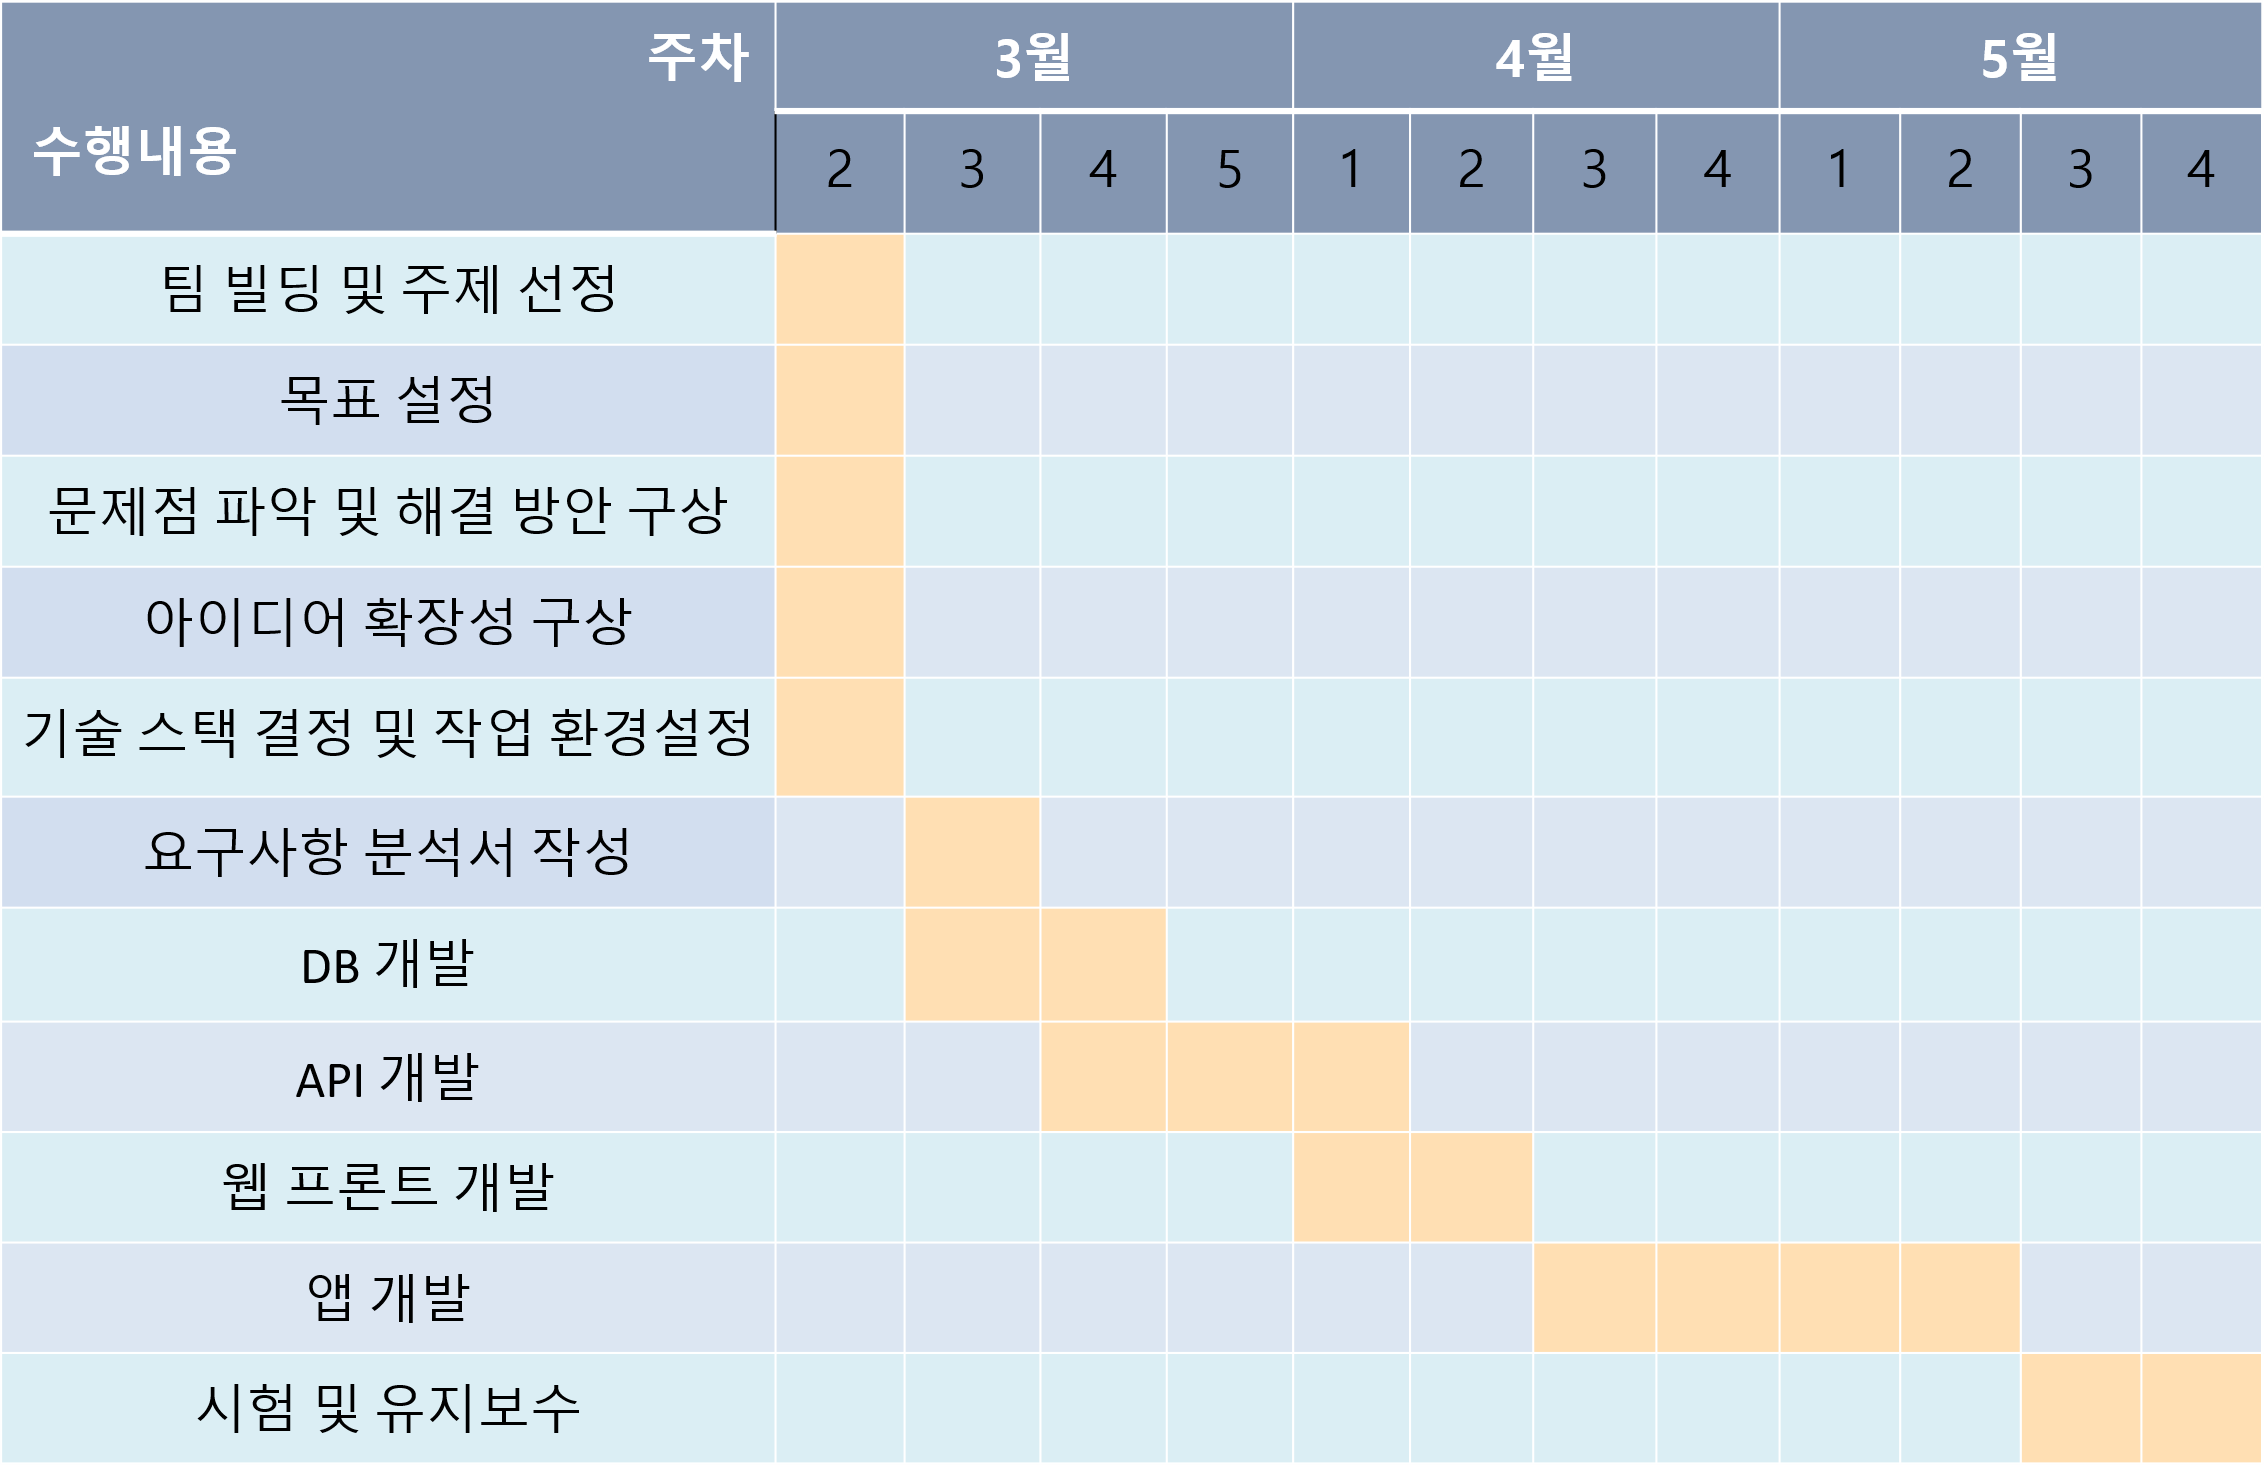 주차
수행내용
3월 4월 5월
2 3 4 5 1 2 3 4 1 2 3 4
팀 빌딩 및 주제 선정
목표 설정
문제점 파악 및 해결 방안 구상
아이디어 확장성 구상
기술 스택 결정 및 작업 환경설정
요구사항 분석서 작성
DB 개발
API 개발
웹 프론트 개발
앱 개발
시험 및 유지보수